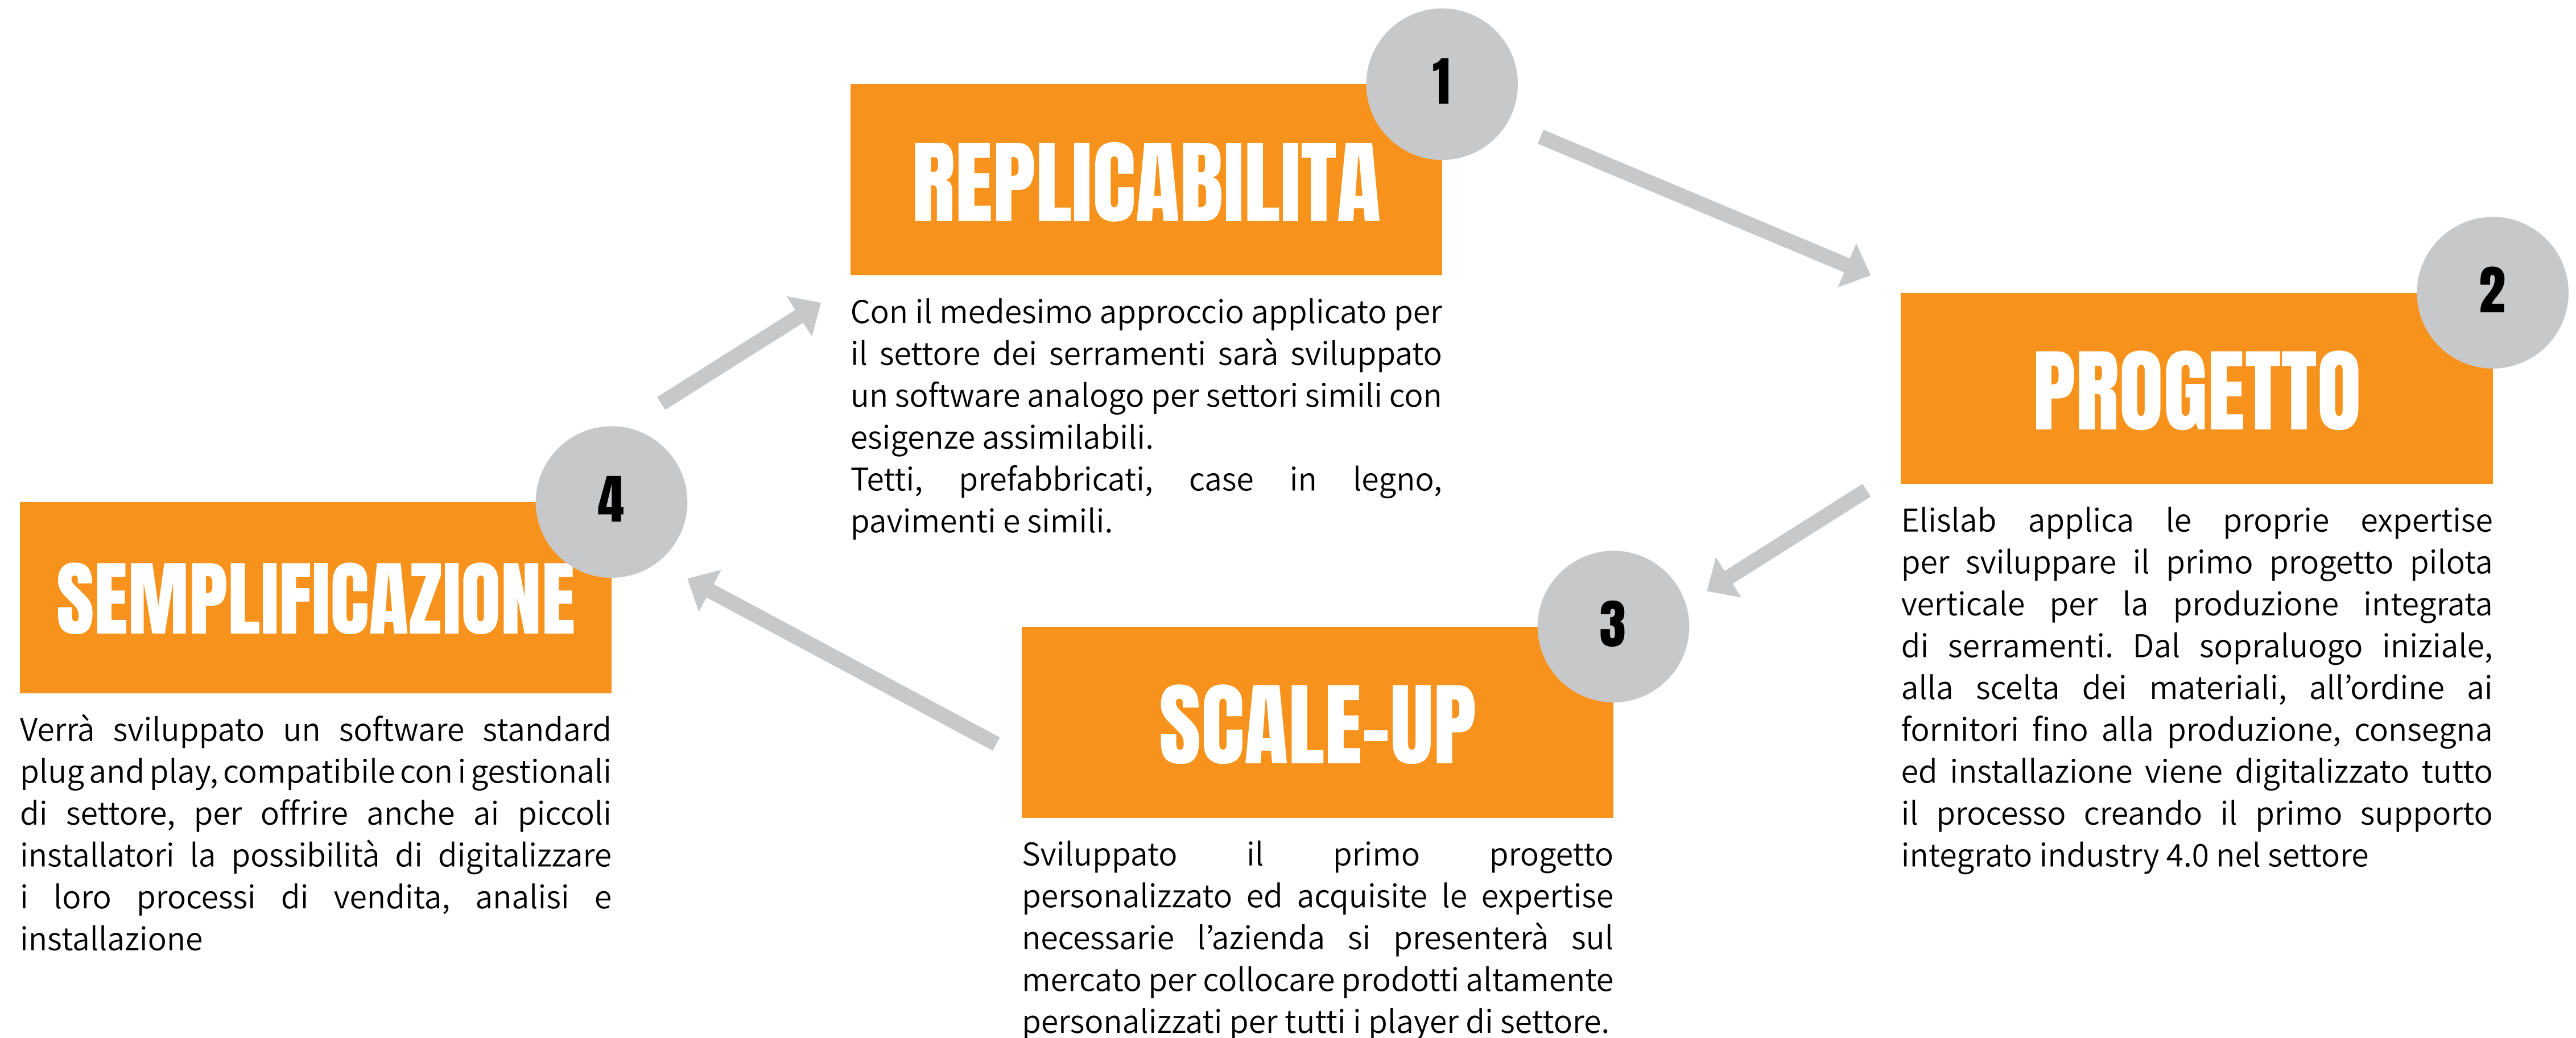 1
REPLICABILITA
Con il medesimo approccio applicato per
il settore dei serramenti sarà sviluppato
un software analogo per settori simili con
esigenze assimilabili.
Tetti, prefabbricati, case in legno,
pavimenti e simili.
2
PROGETTO
Elislab applica le proprie expertise
per sviluppare il primo progetto pilota
verticale per la produzione integrata
di serramenti. Dal sopraluogo iniziale,
alla scelta dei materiali, all’ordine ai
fornitori fino alla produzione, consegna
ed installazione viene digitalizzato tutto
il processo creando il primo supporto
integrato industry 4.0 nel settore
3
SCALE-UP
Sviluppato il primo progetto
personalizzato ed acquisite le expertise
necessarie l’azienda si presenterà sul
mercato per collocare prodotti altamente
personalizzati per tutti i player di settore.
4
SEMPLIFICAZIONE
Verrà sviluppato un software standard
plug and play, compatibile con i gestionali
di settore, per offrire anche ai piccoli
installatori la possibilità di digitalizzare
i loro processi di vendita, analisi e
installazione